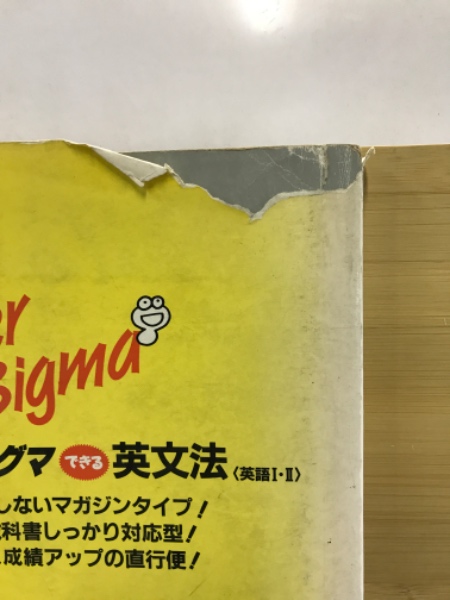 er
sigma
グマ できる 英文法〈英語I・II〉
しないマガジンタイプ!
科書しっかり対応型!
成績アップの直行便!